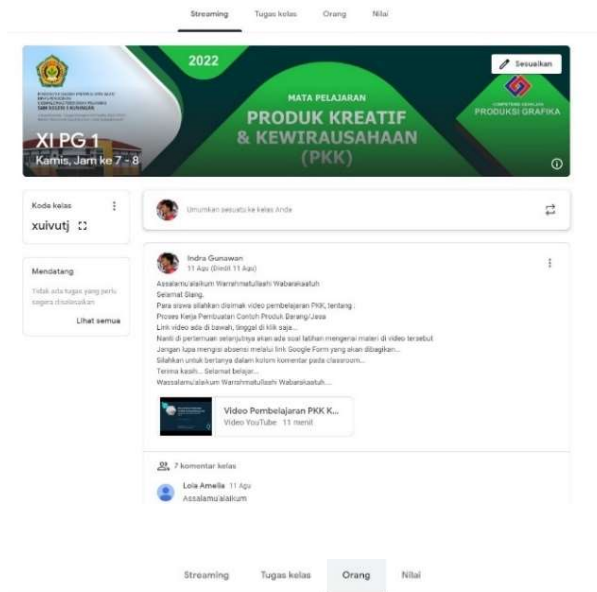 Streaming Tugas kelas Orang Nilai
2022
Sesuaikan
MATA PELAJARAN
PRODUK KREATIF
& KEWIRAUSAHAAN
(PKK)
PRODUKSI GRAFIKA
XI PG 1
Kamis, Jam ke 7 - 8
Kode kelas
xuivutj
Umumkan sesuatu ke kelas Anda
Mendatang
Tidak ada tugas yang perlu
segera diselesaikan
Lihat semua
Indra Gunawan
11 Agu (Diedit 11 Agu)
Assalamu'alaikum Warrahmatullaahi Wabarakaatuh
Selamat Siang.
Para siswa silahkan disimak video pembelajaran PKK, tentang :
Proses Kerja Pembuatan Contoh Produk Barang/Jasa
Link video ada di bawah, tinggal di klik saja...
Nanti di pertemuan selanjutnya akan ada soal latihan mengenai materi di video tersebut
Jangan lupa mengisi absensi melalui link Google Form yang akan dibagikan...
Silahkan untuk bertanya dalam kolom komentar pada classroom...
Terima kasih... Selamat belajar...
Wassalamu'alaikum Warrahmatullaahi Wabarakaatuh....
Video Pembelajaran PKK K...
Video YouTube 11 menit
7 komentar kelas
Lola Amelia 11 Agu
Assalamu'alaikum
Streaming Tugas kelas Orang Nilai